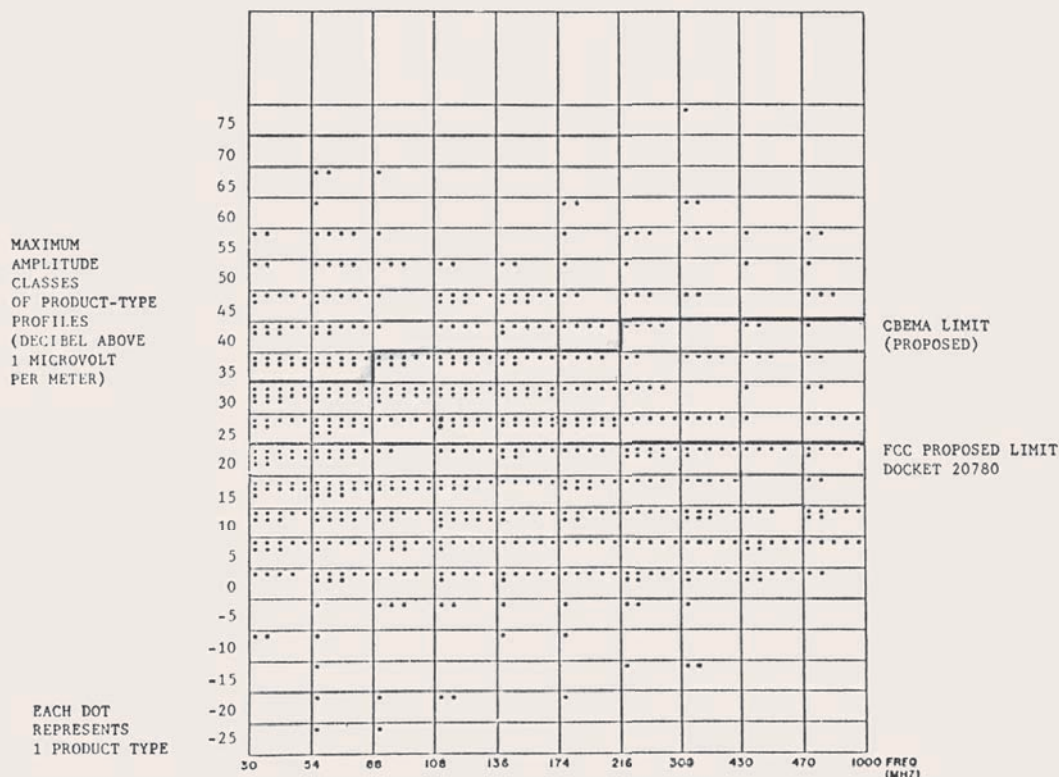 75
70
65
60
55
50
45
40
35
30
25
20
15
10
5
0
-5
-10
-15
-20
-25
MAXIMUM
AMPLITUDE
CLASSES
OF PRODUCT-TYPE
PROFILES
(DECIBEL ABOVE
1 MICROVOLT
PER METER)
CBEMA LIMIT
(PROPOSED)
FCC PROPOSED LIMIT
DOCKET 20780
EACH DOT
REPRESENTS
1 PRODUCT TYPE
30 54 88 108 136 174 216 300 430 470 1000 FREQ
(MHZ)